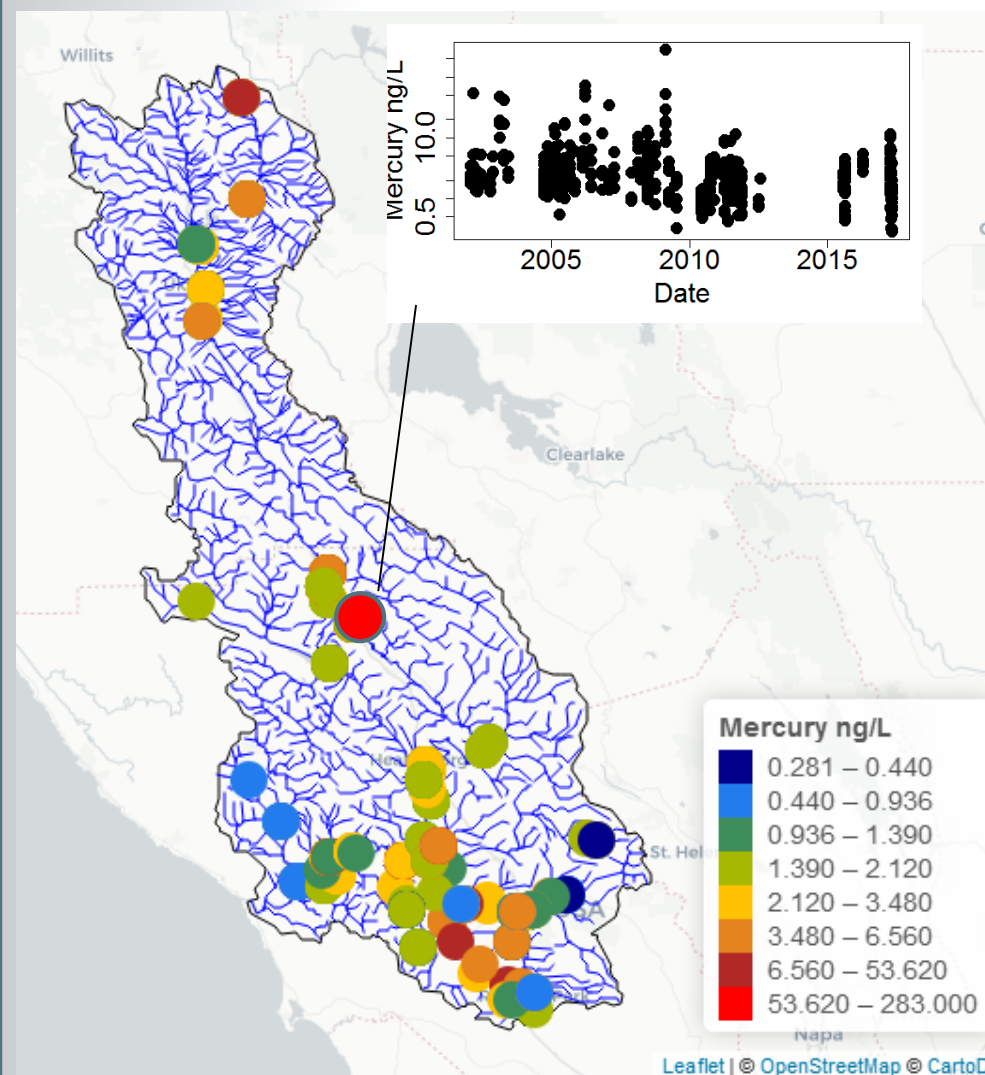 Willits
Mercury ng/L
10.0
0.5
2005
2010
2015
Date
Clearlake
Mercury ng/L
0.281 – 0.440
0.440 – 0.936
0.936 – 1.390
1.390 – 2.120
2.120 – 3.480
3.480 – 6.560
6.560 – 53.620
53.620 – 283.000
St. Hele
Napa
Leaflet | © OpenStreetMap © CartoD